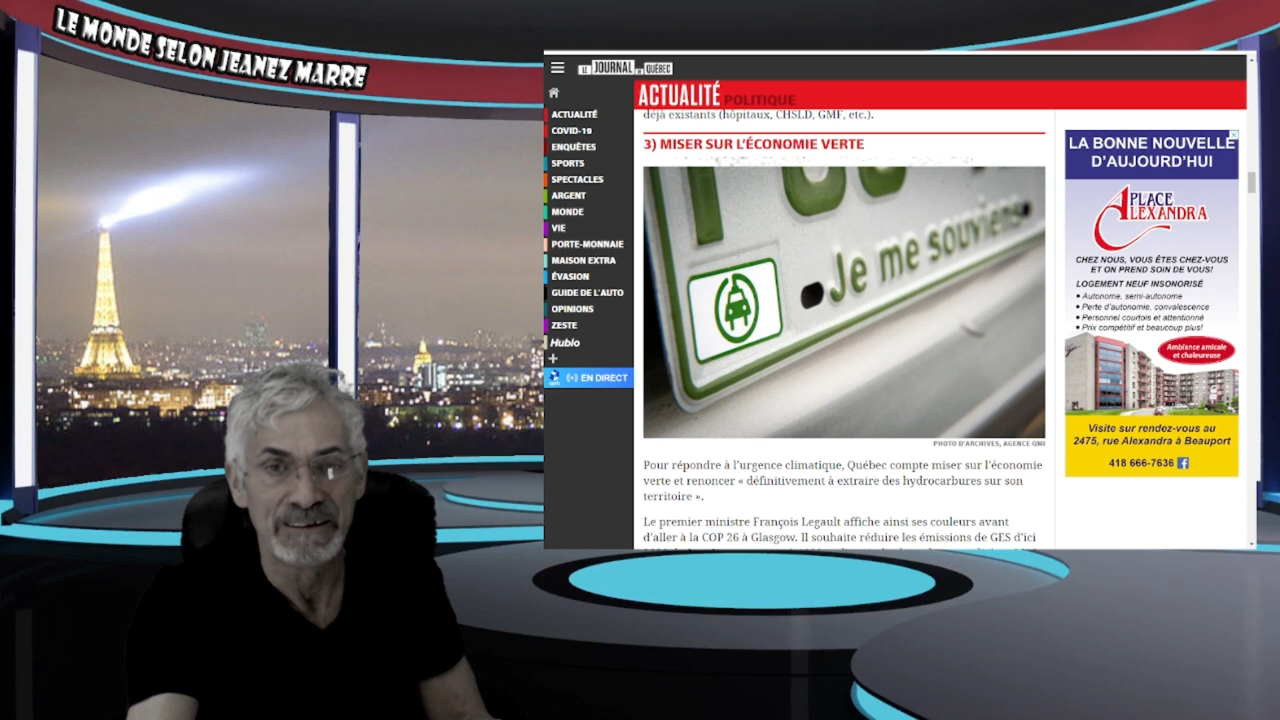 LE MONDE SELON JEANEZ MARRE
LE JOURNAL DE QUÉBEC
ACTUALITÉ POLITIQUE
ACTUALITÉ
COVID-19
ENQUÊTES
SPORTS
SPECTACLES
ARGENT
MONDE
VIE
PORTE-MONNAIE
MAISON EXTRA
ÉVASION
GUIDE DE L'AUTO
OPINIONS
ZESTE
Hublo
+
EN DIRECT
déjà existants (hôpitaux, CHSLD, GMF, etc.).
3) MISER SUR L'ÉCONOMIE VERTE
Je me souviens
PHOTO D'ARCHIVES, AGENCE QMI
Pour répondre à l'urgence climatique, Québec compte miser sur l'économie
verte et renoncer « définitivement à extraire des hydrocarbures sur son
territoire ».
Le premier ministre François Legault affiche ainsi ses couleurs avant
d'aller à la COP 26 à Glasgow. Il souhaite réduire les émissions de GES d'ici
LA BONNE NOUVELLE
D'AUJOURD'HUI
PLACE
ALEXANDRA
CHEZ NOUS, VOUS ÊTES CHEZ-VOUS
ET ON PREND SOIN DE VOUS!
LOGEMENT NEUF INSONORISÉ
• Autonome, semi-autonome
• Perte d'autonomie, convalescence
• Personnel courtois et attentionné
• Prix compétitif et beaucoup plus!
Ambiance amicale
et chaleureuse
Visite sur rendez-vous au
2475, rue Alexandra à Beauport
418 666-7636